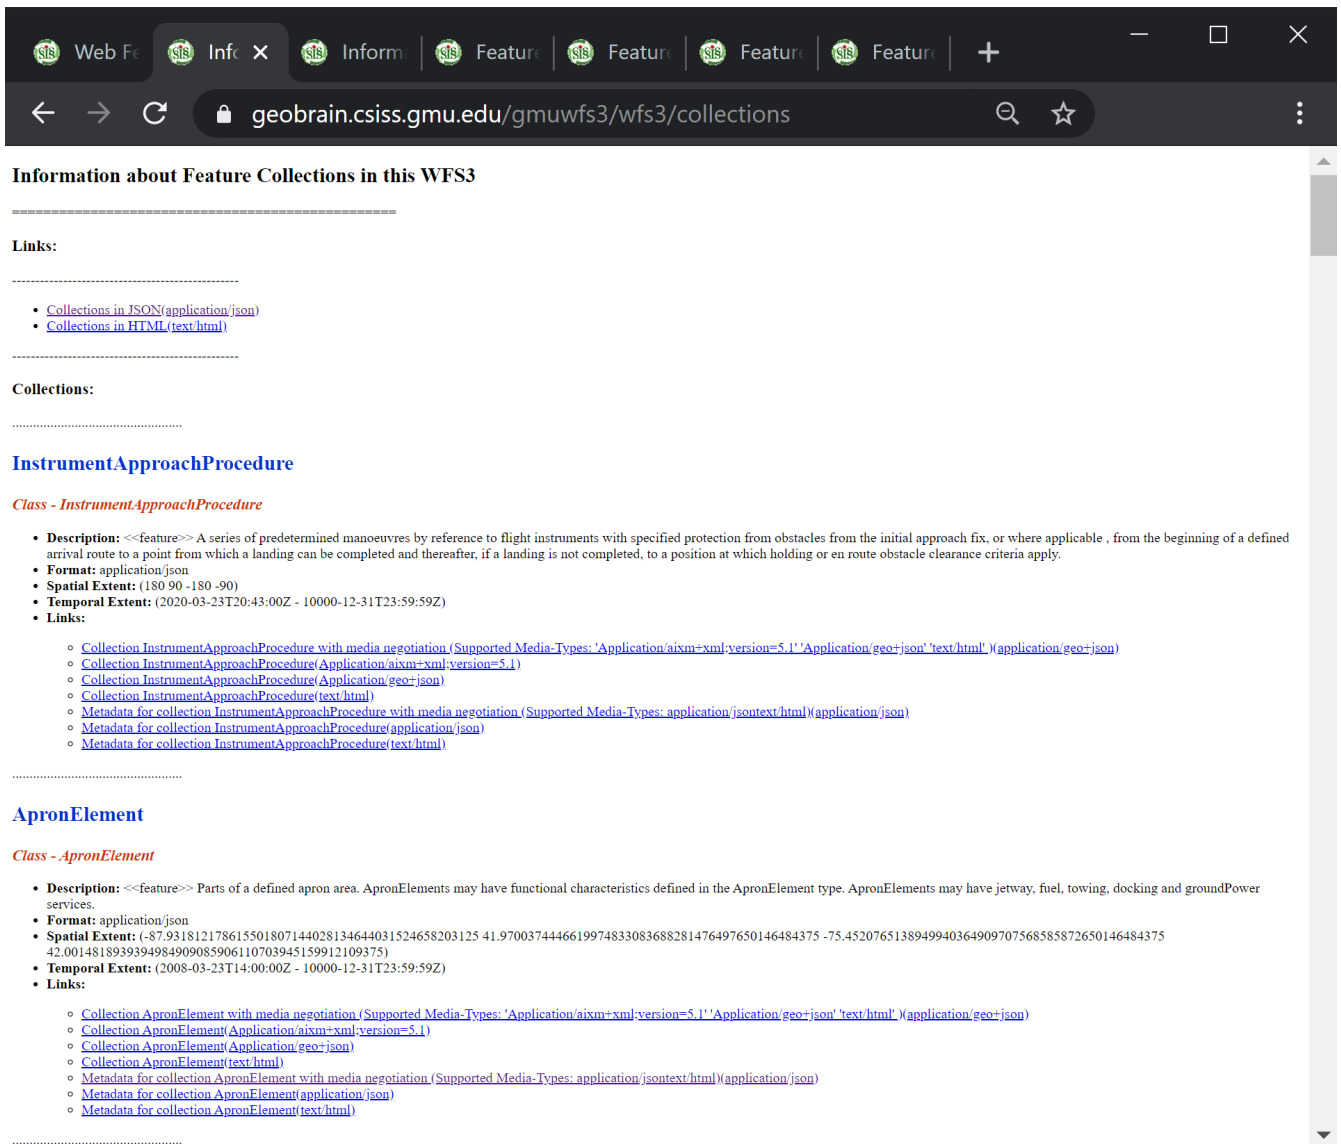 Web Fe
Info
Informa
Feature
Feature
Feature
Feature
geobrain.csiss.gmu.edu/gmuwfs3/wfs3/collections
Information about Feature Collections in this WFS3
=================================================
Links:
-------------------------------------------------
• Collections in JSON(application/json)
• Collections in HTML(text/html)
-------------------------------------------------
Collections:
.................................................
InstrumentApproachProcedure
Class - InstrumentApproachProcedure
• Description: <<feature>> A series of predetermined manoeuvres by reference to flight instruments with specified protection from obstacles from the initial approach fix, or where applicable , from the beginning of a defined
arrival route to a point from which a landing can be completed and thereafter, if a landing is not completed, to a position at which holding or en route obstacle clearance criteria apply.
• Format: application/json
• Spatial Extent: (180 90 -180 -90)
• Temporal Extent: (2020-03-23T20:43:00Z - 10000-12-31T23:59:59Z)
• Links:
◦ Collection InstrumentApproachProcedure with media negotiation (Supported Media-Types: 'Application/aixm+xml;version=5.1' 'Application/geo+json' 'text/html' )(application/geo+json)
◦ Collection InstrumentApproachProcedure(Application/aixm+xml;version=5.1)
◦ Collection InstrumentApproachProcedure(Application/geo+json)
◦ Collection InstrumentApproachProcedure(text/html)
◦ Metadata for collection InstrumentApproachProcedure with media negotiation (Supported Media-Types: application/jsontext/html)(application/json)
◦ Metadata for collection InstrumentApproachProcedure(application/json)
◦ Metadata for collection InstrumentApproachProcedure(text/html)
.................................................
ApronElement
Class - ApronElement
• Description: <<feature>> Parts of a defined apron area. ApronElements may have functional characteristics defined in the ApronElement type. ApronElements may have jetway, fuel, towing, docking and groundPower
services.
• Format: application/json
• Spatial Extent: (-87.931812178615501807144028134644031524658203125 41.97003744466199748330836882814764976501464843​75 -75.4520765138949940364909707568585872650146484375
42.001481893939498490908590611070394515991210​9375)
• Temporal Extent: (2008-03-23T14:00:00Z - 10000-12-31T23:59:59Z)
• Links:
◦ Collection ApronElement with media negotiation (Supported Media-Types: 'Application/aixm+xml;version=5.1' 'Application/geo+json' 'text/html' )(application/geo+json)
◦ Collection ApronElement(Application/aixm+xml;version=5.1)
◦ Collection ApronElement(Application/geo+json)
◦ Collection ApronElement(text/html)
◦ Metadata for collection ApronElement with media negotiation (Supported Media-Types: application/jsontext/html)(application/json)
◦ Metadata for collection ApronElement(application/json)
◦ Metadata for collection ApronElement(text/html)
.................................................